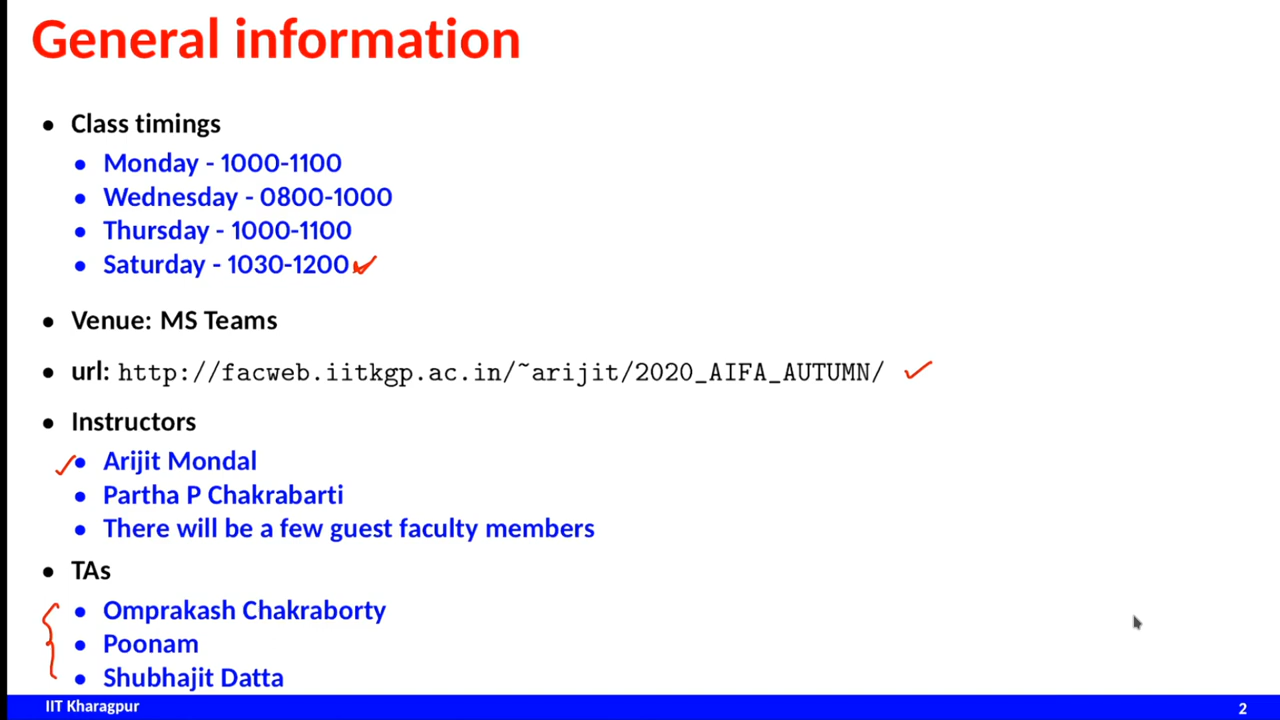 General information
• Class timings
• Monday - 1000-1100
• Wednesday - 0800-1000
• Thursday - 1000-1100
• Saturday - 1030-1200
• Venue: MS Teams
• url: http://facweb.iitkgp.ac.in/~arijit/2020_AIFA_AUTUMN/
• Instructors
• Arijit Mondal
• Partha P Chakrabarti
• There will be a few guest faculty members
• TAs
• Omprakash Chakraborty
• Poonam
• Shubhajit Datta
IIT Kharagpur 2